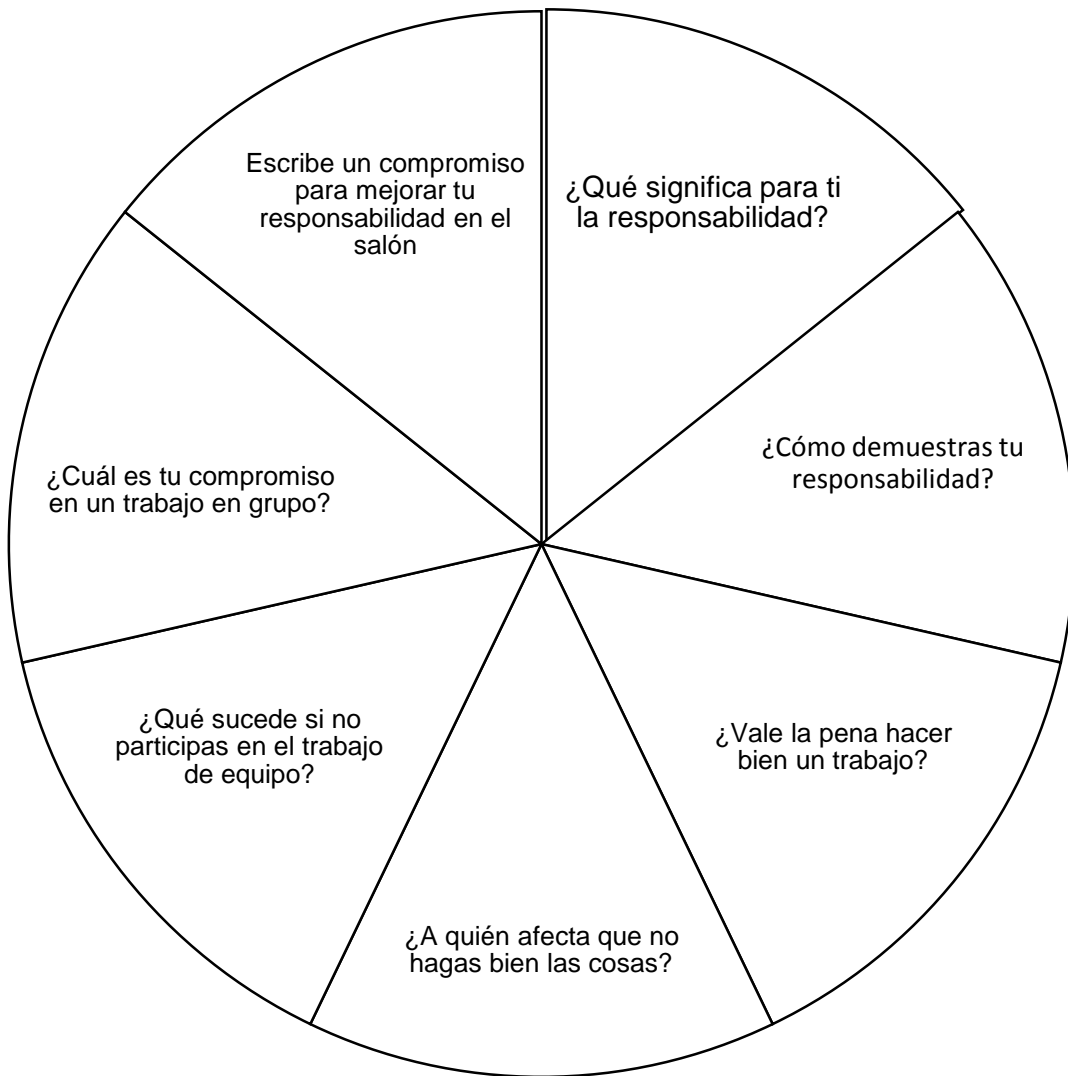 ¿Qué significa para ti
la responsabilidad?
¿Cómo demuestras tu
responsabilidad?
¿Vale la pena hacer
bien un trabajo?
¿A quién afecta que no
hagas bien las cosas?
¿Qué sucede si no
participas en el trabajo
de equipo?
¿Cuál es tu compromiso
en un trabajo en grupo?
Escribe un compromiso
para mejorar tu
responsabilidad en el
salón